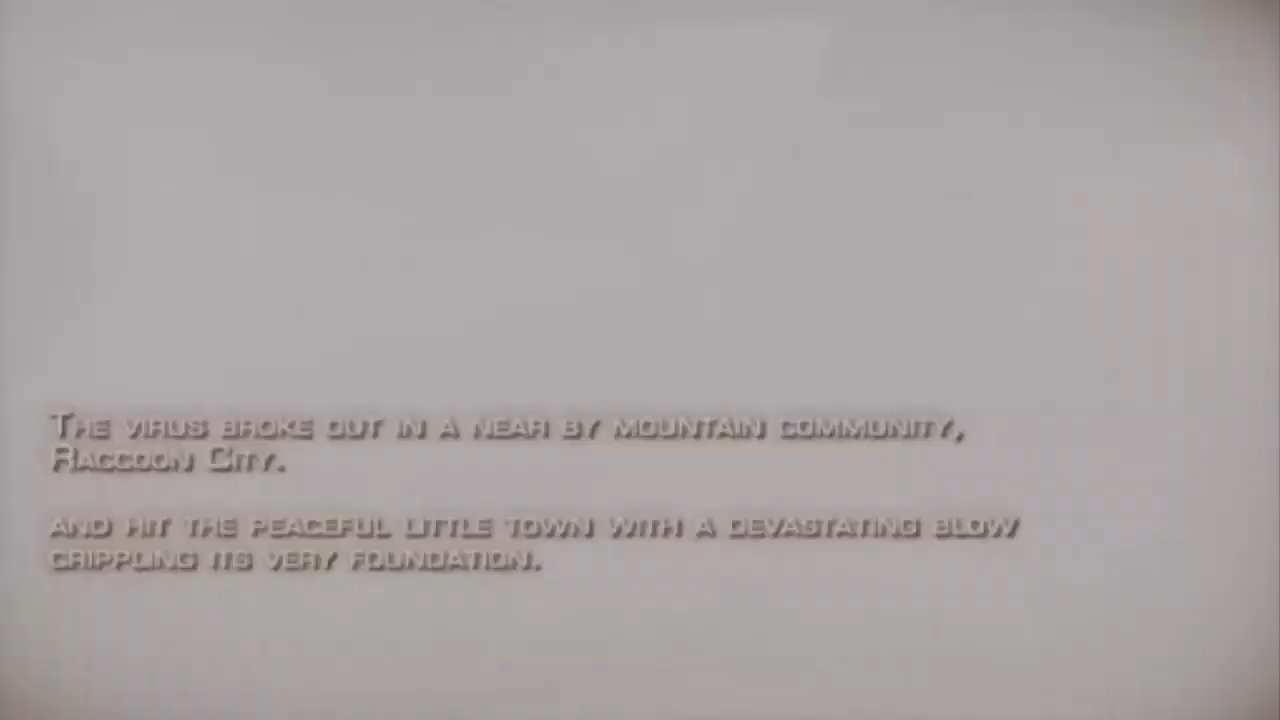 The virus broke out in a near by mountain community,
Raccoon City.
and hit the peaceful little town with a devastating blow
crippling its very foundation.